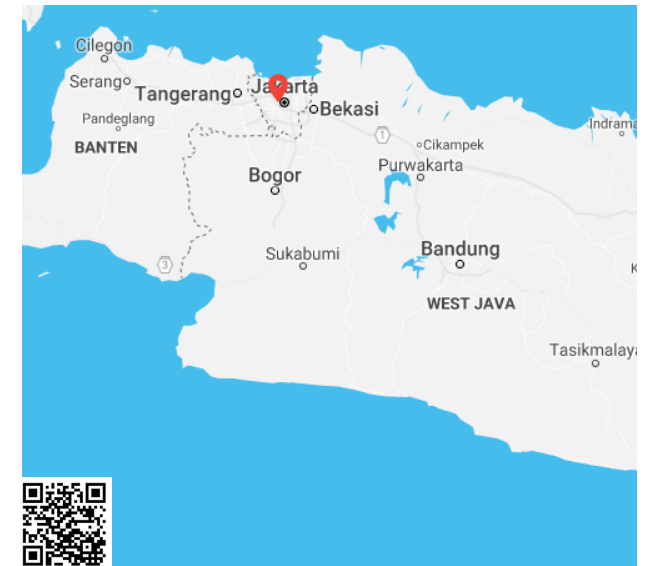 Cilegon
Jakarta
Serang
Tangerang
Bekasi
Pandeglang
Indrama
1
BANTEN
Cikampek
Purwakarta
Bogor
Sukabumi
Bandung
3
K
WEST JAVA
Tasikmalaya